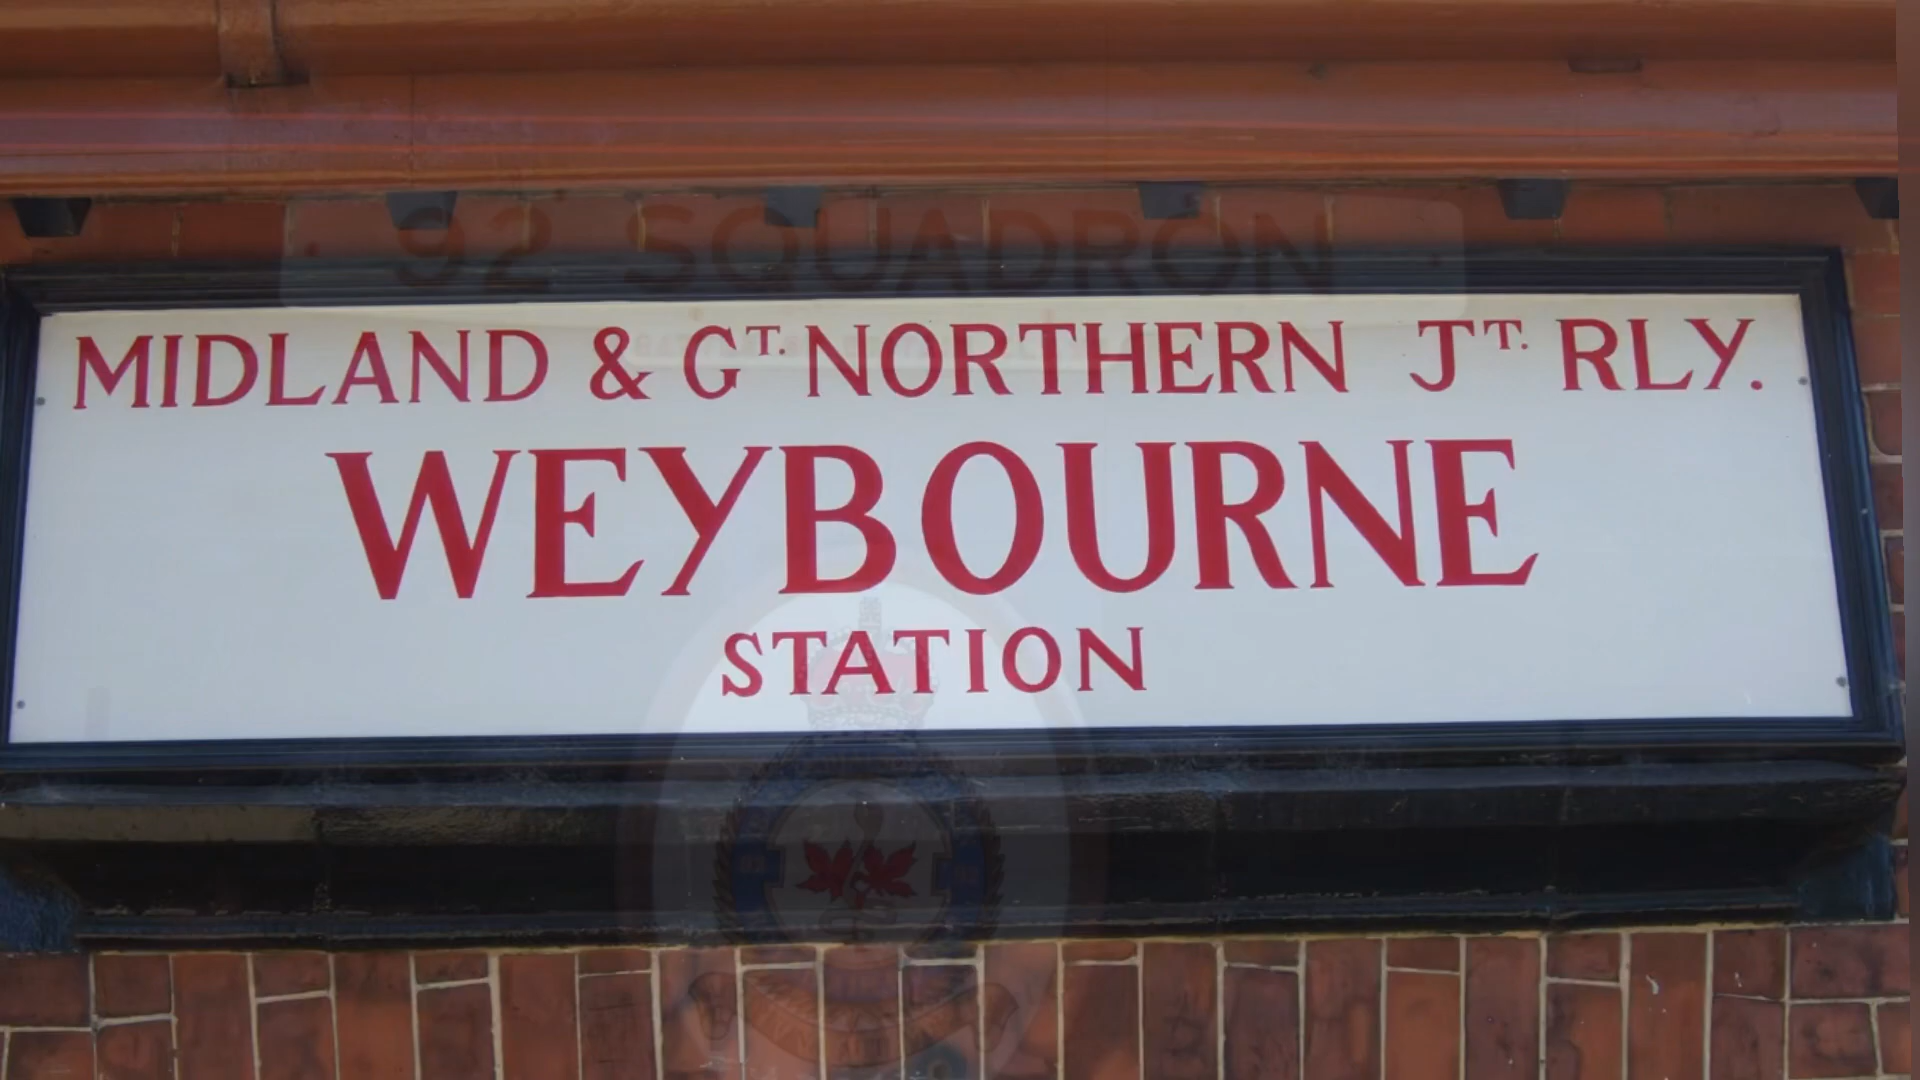 92 SQUADRON
MIDLAND & GT. NORTHERN JT. RLY.
WEYBOURNE
STATION